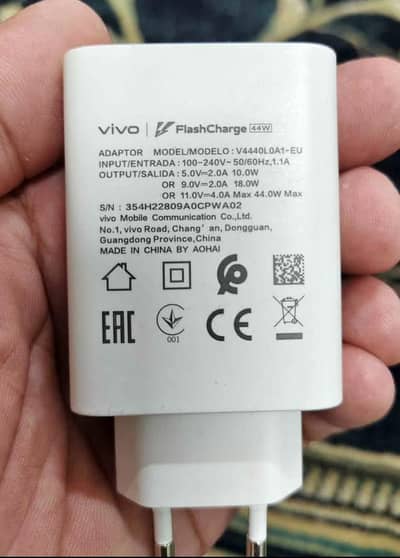 vivo FlashCharge 44W
ADAPTOR MODEL/MODELO: V4440L0A1-EU
INPUT/ENTRADA: 100-240V~50/60Hz,1.1A
OUTPUT/SALIDA: 5.0V⎓2.0A 10.0W
OR 9.0V⎓2.0A 18.0W
OR 11.0V⎓4.0A Max 44.0W Max
S/N: 354H22809A0CPWA02
vivo Mobile Communication Co.,Ltd.
No.1, vivo Road, Chang'an, Dongguan,
Guangdong Province,China
MADE IN CHINA BY AOHAI
EAC CE
001